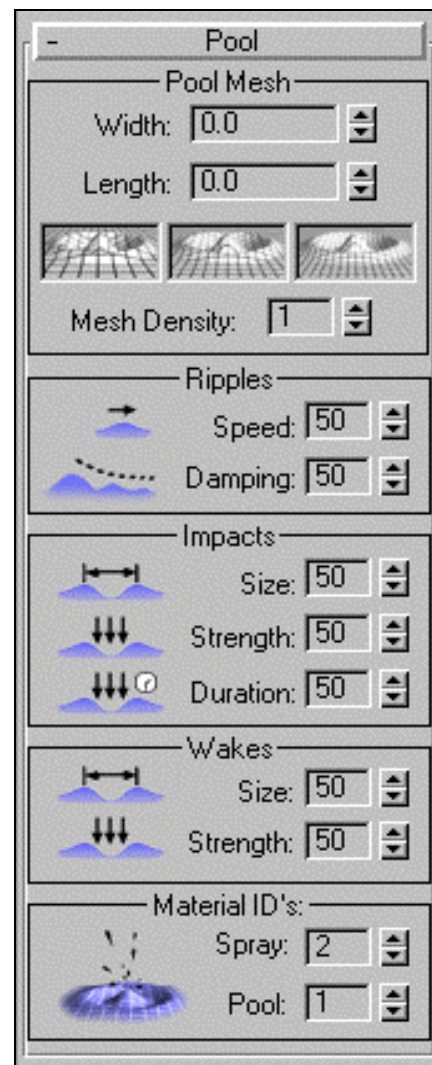 - Pool
Pool Mesh
Width: 0.0
Length: 0.0
Mesh Density: 1
Ripples
Speed: 50
Damping: 50
Impacts
Size: 50
Strength: 50
Duration: 50
Wakes
Size: 50
Strength: 50
Material ID's:
Spray: 2
Pool: 1